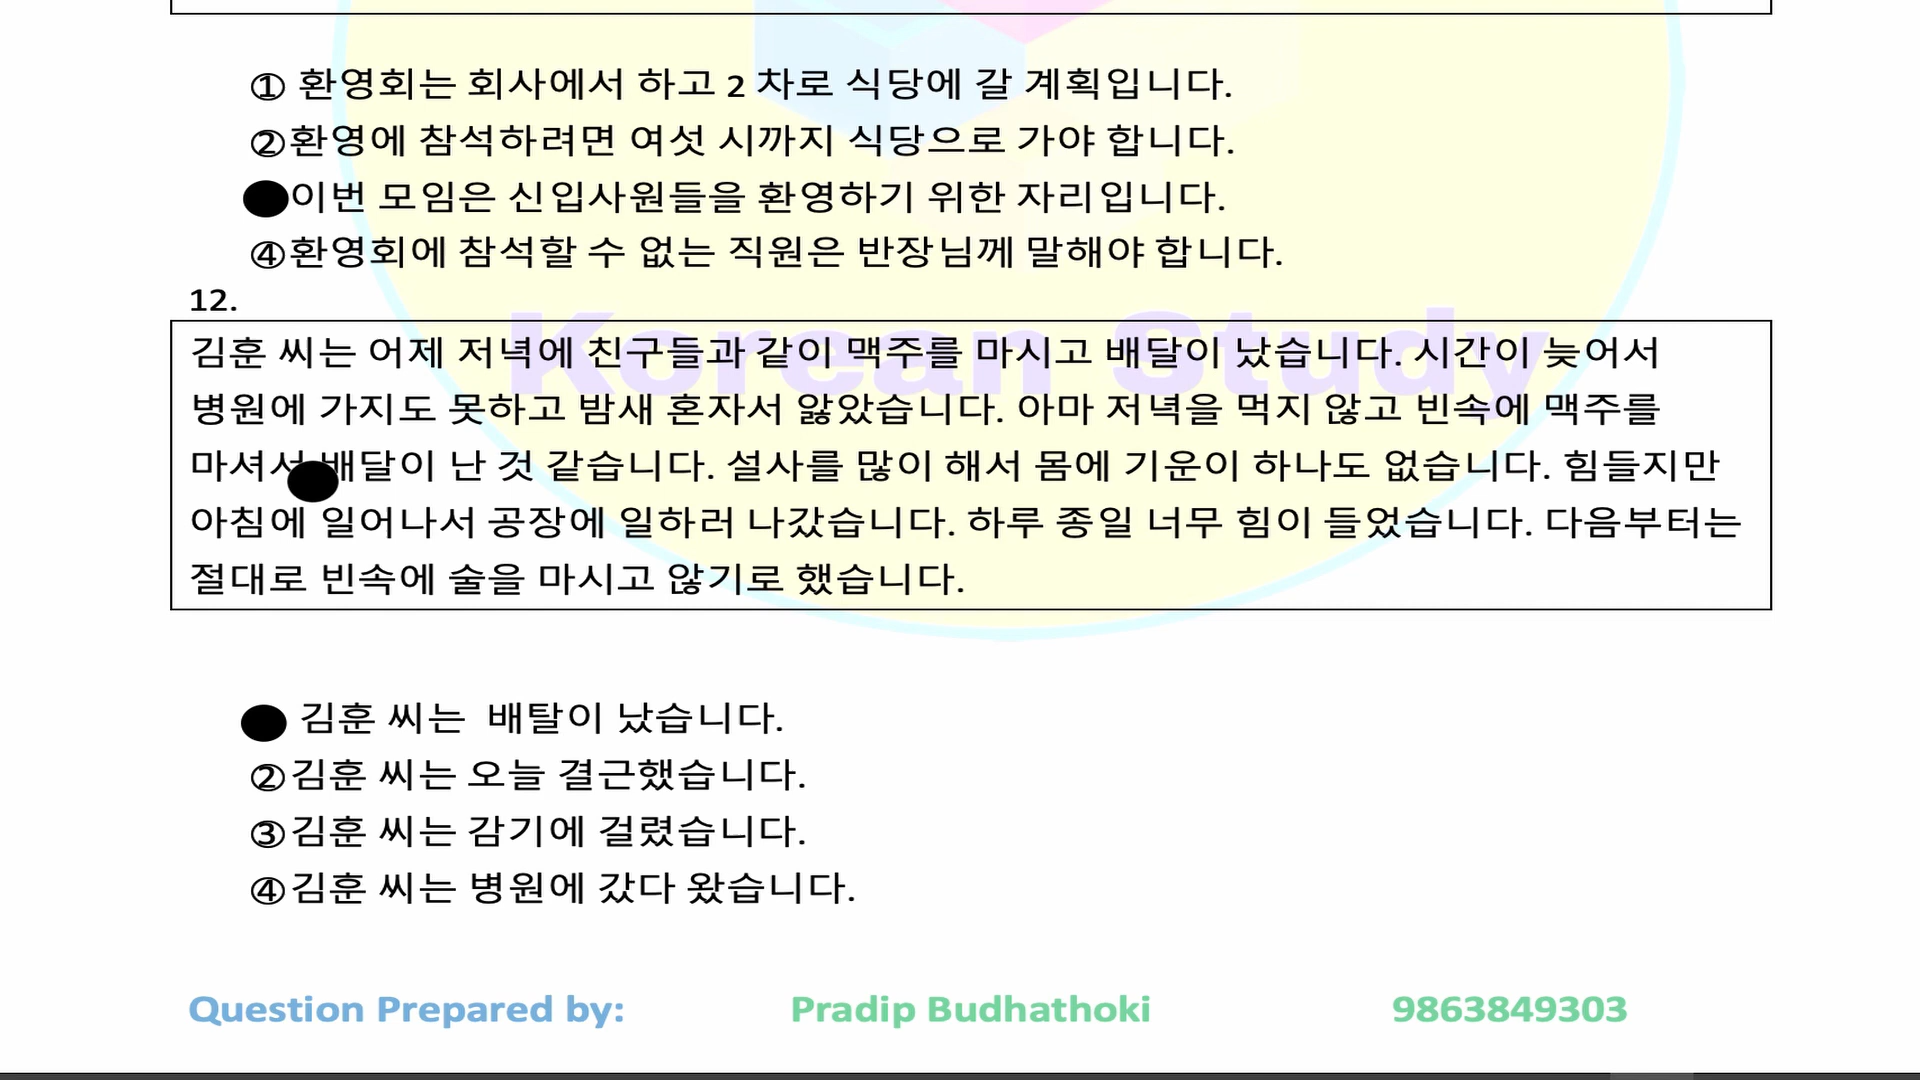 ① 환영회는 회사에서 하고 2 차로 식당에 갈 계획입니다.
②환영에 참석하려면 여섯 시까지 식당으로 가야 합니다.
이번 모임은 신입사원들을 환영하기 위한 자리입니다.
④환영회에 참석할 수 없는 직원은 반장님께 말해야 합니다.
12.
Korean Study
김훈 씨는 어제 저녁에 친구들과 같이 맥주를 마시고 배달이 났습니다. 시간이 늦어서
병원에 가지도 못하고 밤새 혼자서 앓았습니다. 아마 저녁을 먹지 않고 빈속에 맥주를
마셔서 배달이 난 것 같습니다. 설사를 많이 해서 몸에 기운이 하나도 없습니다. 힘들지만
아침에 일어나서 공장에 일하러 나갔습니다. 하루 종일 너무 힘이 들었습니다. 다음부터는
절대로 빈속에 술을 마시고 않기로 했습니다.
김훈 씨는 배탈이 났습니다.
②김훈 씨는 오늘 결근했습니다.
③김훈 씨는 감기에 걸렸습니다.
④김훈 씨는 병원에 갔다 왔습니다.
Question Prepared by: Pradip Budhathoki 9863849303